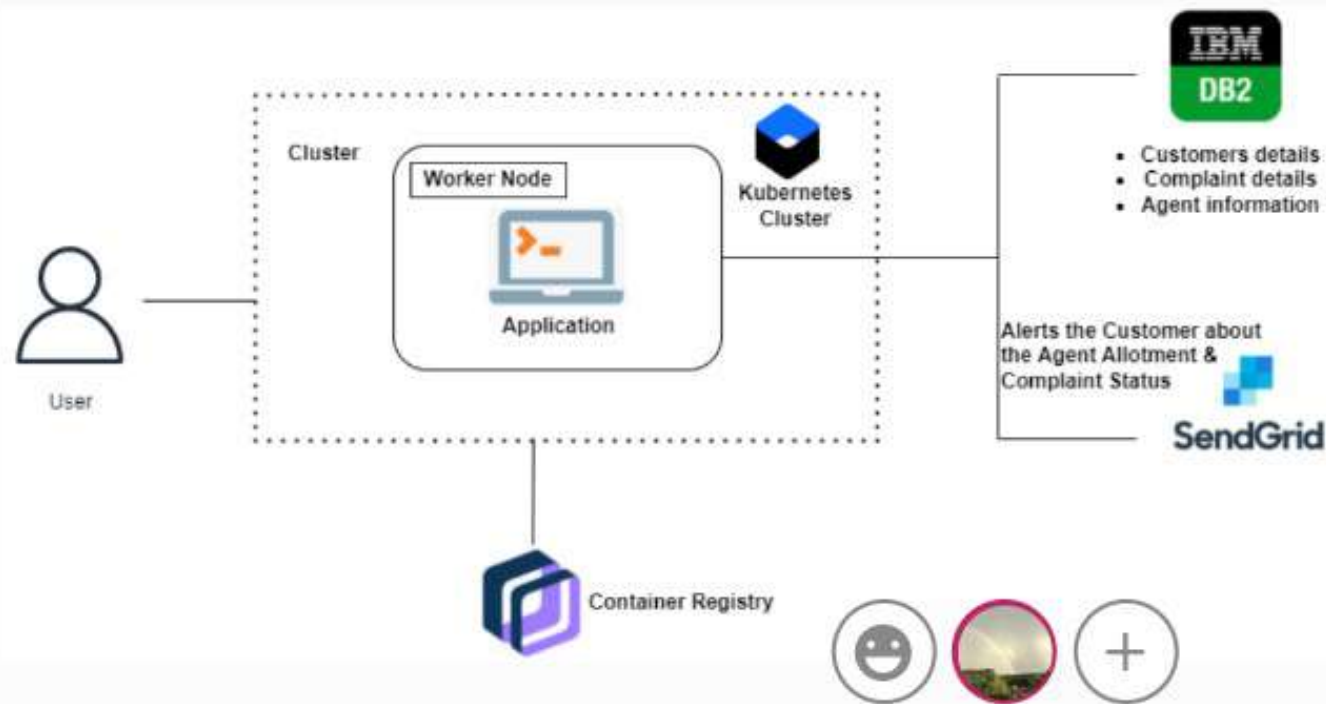 IBM
DB2
• Customers details
• Complaint details
• Agent information
Cluster
Worker Node
Kubernetes
Cluster
Application
User
Alerts the Customer about
the Agent Allotment &
Complaint Status
SendGrid
Container Registry